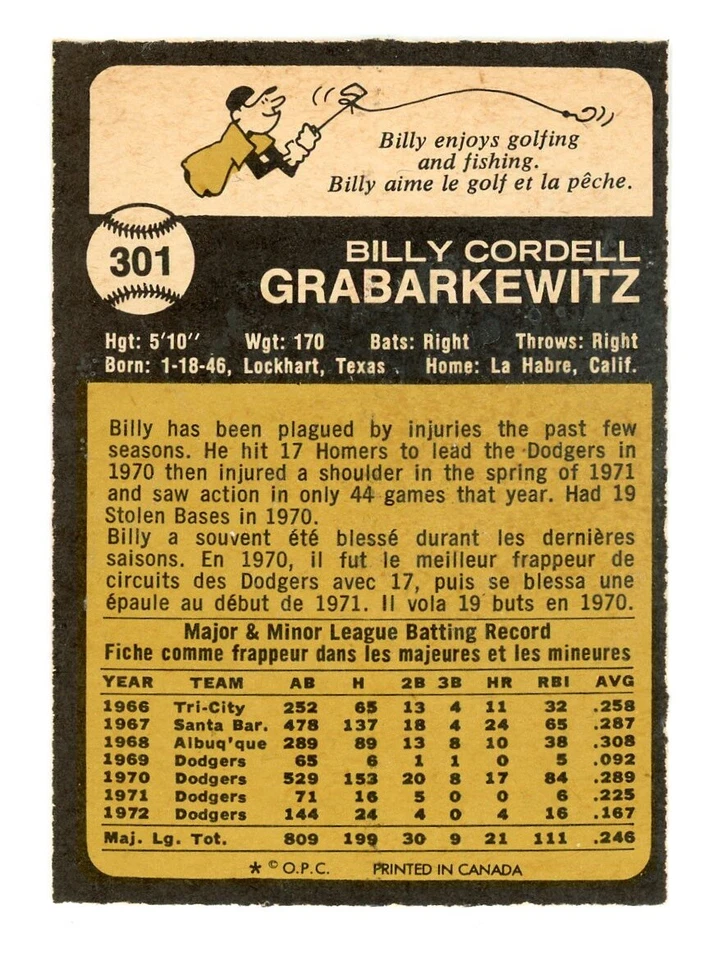 Billy enjoys golfing
and fishing.
Billy aime le golf et la pêche.
301
BILLY CORDELL
GRABARKEWITZ
Hgt: 5'10" Wgt: 170 Bats: Right Throws: Right
Born: 1-18-46, Lockhart, Texas Home: La Habre, Calif.
Billy has been plagued by injuries the past few
seasons. He hit 17 Homers to lead the Dodgers in
1970 then injured a shoulder in the spring of 1971
and saw action in only 44 games that year. Had 19
Stolen Bases in 1970.
Billy a souvent été blessé durant les dernières
saisons. En 1970, il fut le meilleur frappeur de
circuits des Dodgers avec 17, puis se blessa une
épaule au début de 1971. Il vola 19 buts en 1970.
Major & Minor League Batting Record
Fiche comme frappeur dans les majeures et les mineures
YEAR TEAM AB H 2B 3B HR RBI AVG
1966 Tri-City 252 65 13 4 11 32 .258
1967 Santa Bar. 478 137 18 4 24 65 .287
1968 Albuq'que 289 89 13 8 10 38 .308
1969 Dodgers 65 6 1 1 0 5 .092
1970 Dodgers 529 153 20 8 17 84 .289
1971 Dodgers 71 16 5 0 0 6 .225
1972 Dodgers 144 24 4 0 4 16 .167
Maj. Lg. Tot. 809 199 30 9 21 111 .246
* © O.P.C. PRINTED IN CANADA